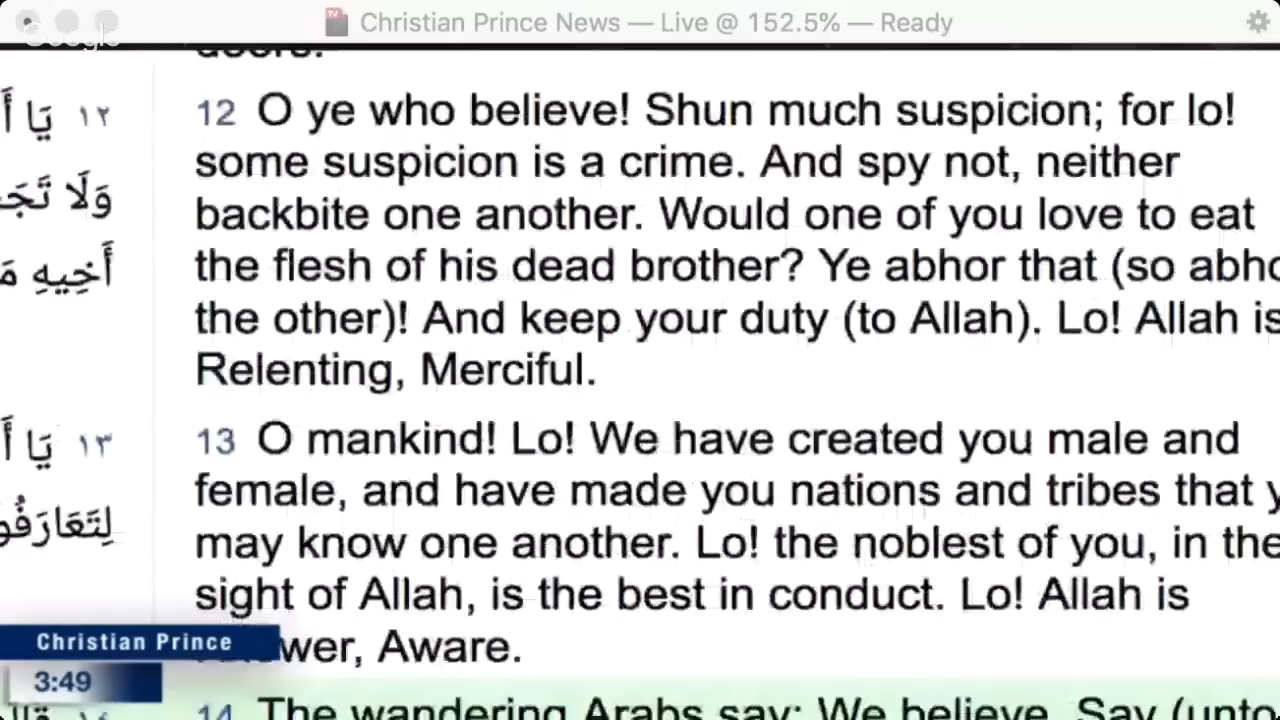 Christian Prince News — Live @ 152.5% — Ready
Google
doors.
12 O ye who believe! Shun much suspicion; for lo!
some suspicion is a crime. And spy not, neither
backbite one another. Would one of you love to eat
the flesh of his dead brother? Ye abhor that (so abho
the other)! And keep your duty (to Allah). Lo! Allah is
Relenting, Merciful.
١٢ يَا أَ
وَلَا تَجَ
أَخِيهِ مَ
13 O mankind! Lo! We have created you male and
female, and have made you nations and tribes that y
may know one another. Lo! the noblest of you, in the
sight of Allah, is the best in conduct. Lo! Allah is
wer, Aware.
١٣ يَا أَ
لِتَعَارَفُو
Christian Prince
3:49
14 The wandering Arabs say: We believe. Say (unto